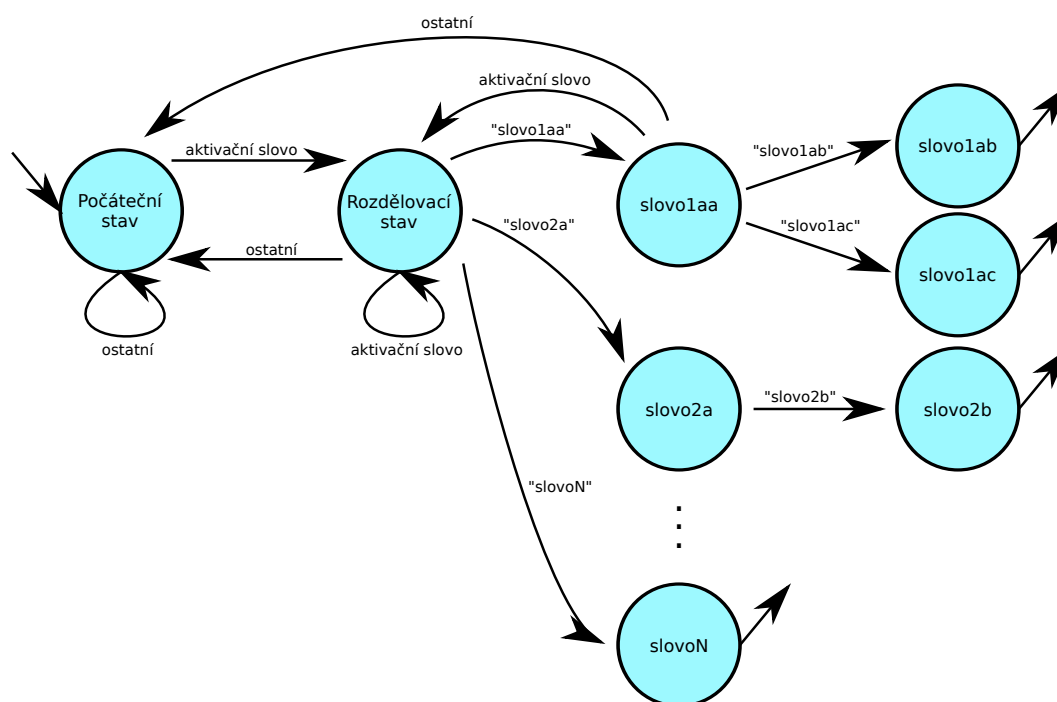 ostatní
aktivační slovo
"slovo1aa"
aktivační slovo
"slovo1ab"
slovo1ab
Počáteční
stav
Rozdělovací
stav
slovo1aa
ostatní
"slovo2a"
"slovo1ac"
slovo1ac
ostatní
aktivační slovo
slovo2a
"slovo2b"
slovo2b
"slovoN"
slovoN